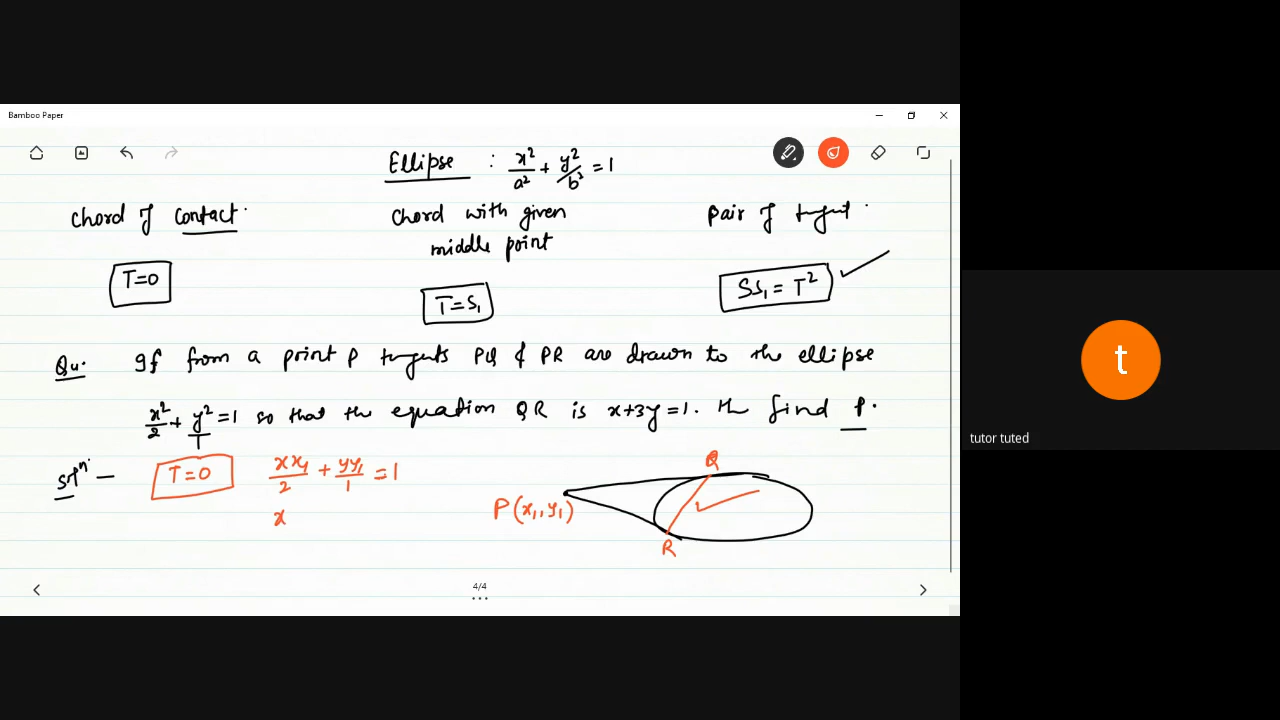 Bamboo Paper
Ellipse : x²/a² + y²/b² = 1
Chord of Contact.
Chord with given
middle point
Pair of tangent.
T=0
T=S₁
SS₁ = T²
Qu. If from a point P tangents PQ & PR are drawn to the ellipse
x²/2 + y²/1 = 1 so that the equation QR is x+3y=1. the find P.
Solⁿ — T=0 xx₁/2 + yy₁/1 = 1
x
Q
P(x₁,y₁)
R
4/4
t
tutor tuted